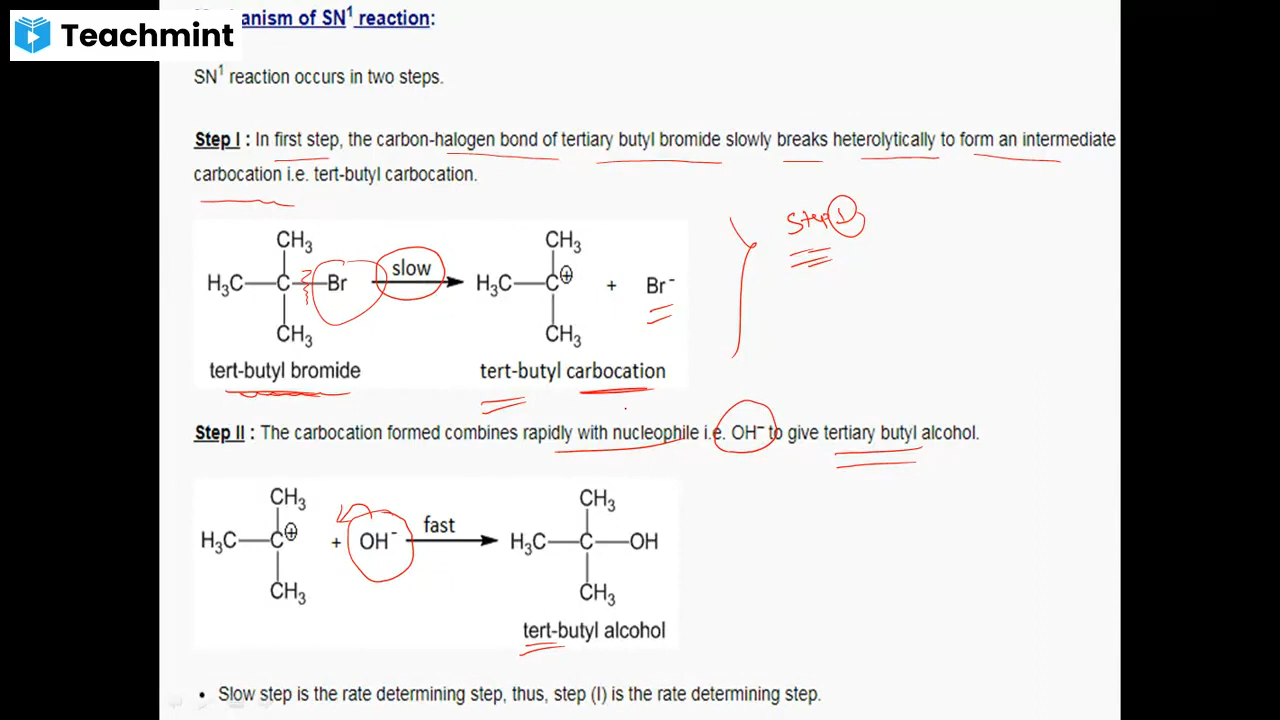 Teachmint
anism of SN¹ reaction:
SN¹ reaction occurs in two steps.
Step I : In first step, the carbon-halogen bond of tertiary butyl bromide slowly breaks heterolytically to form an intermediate
carbocation i.e. tert-butyl carbocation.
Step 1
CH₃ CH₃
H₃C—C—Br slow H₃C—C⊕ + Br⁻
CH₃ CH₃
tert-butyl bromide tert-butyl carbocation
Step II : The carbocation formed combines rapidly with nucleophile i.e. OH⁻ to give tertiary butyl alcohol.
CH₃ CH₃
H₃C—C⊕ + OH⁻ fast H₃C—C—OH
CH₃ CH₃
tert-butyl alcohol
• Slow step is the rate determining step, thus, step (I) is the rate determining step.